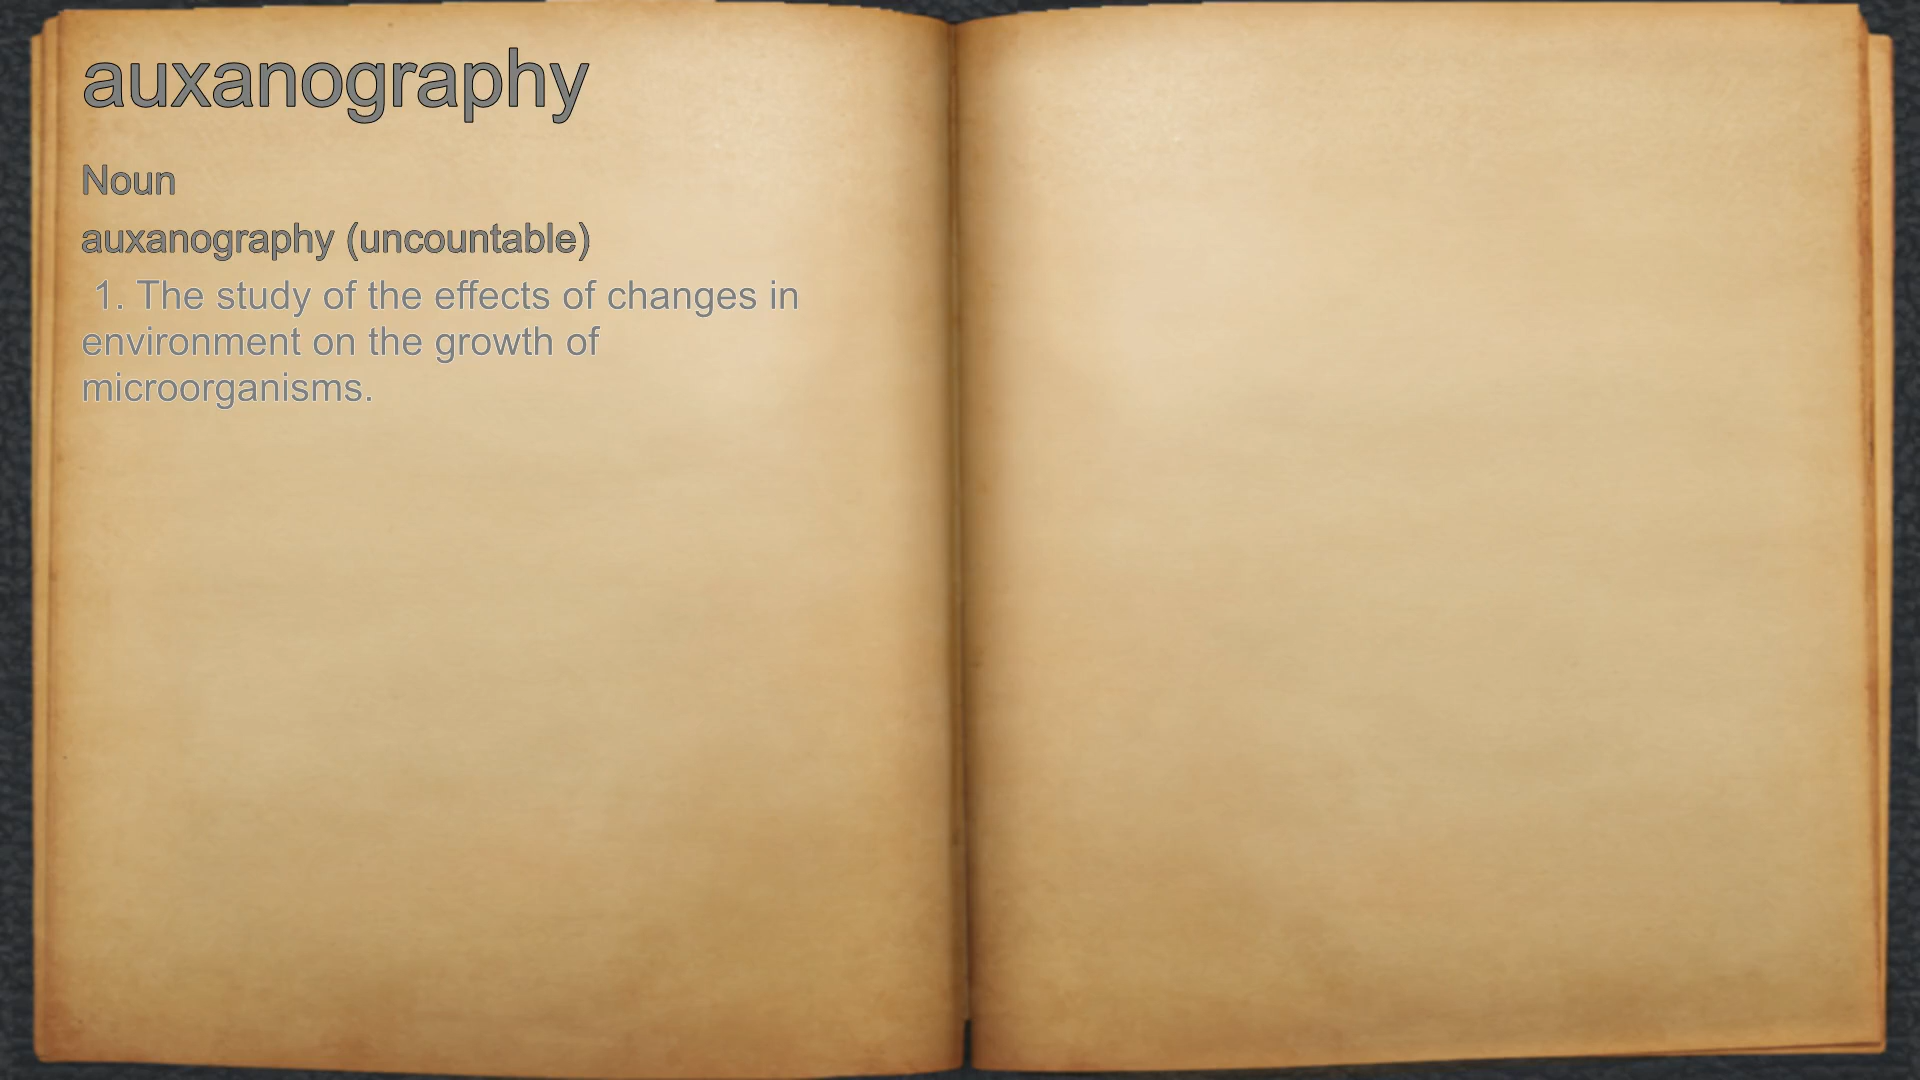 auxanography
Noun
auxanography (uncountable)
1. The study of the effects of changes in
environment on the growth of
microorganisms.